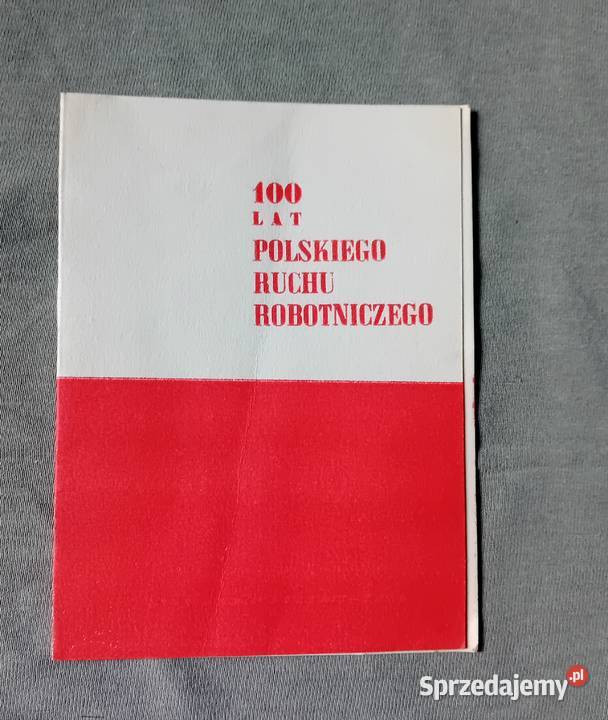 100
LAT
POLSKIEGO
RUCHU
ROBOTNICZEGO
Sprzedajemy.pl